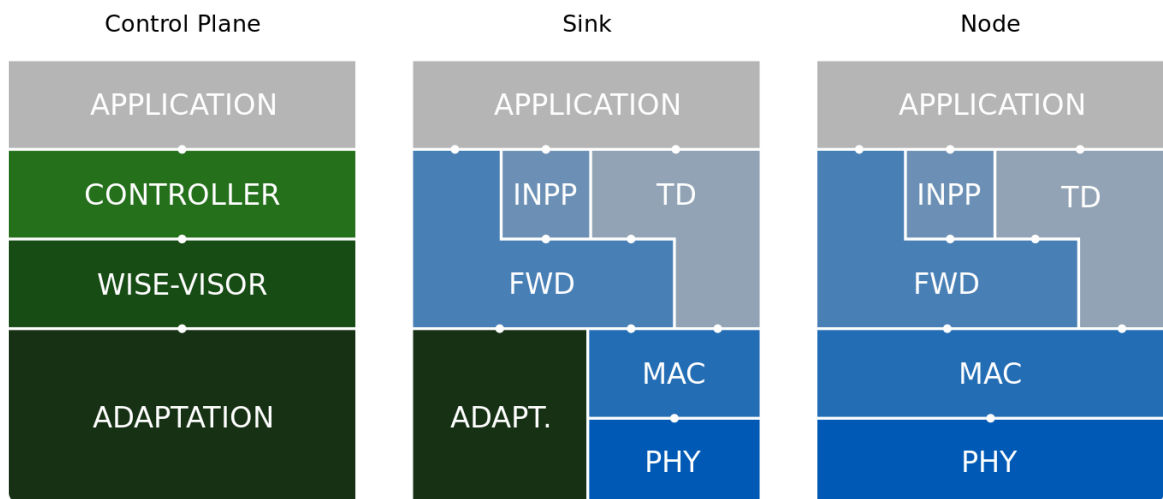 Control Plane
APPLICATION
CONTROLLER
WISE-VISOR
ADAPTATION
Sink
APPLICATION
INPP
TD
FWD
ADAPT.
MAC
PHY
Node
APPLICATION
INPP
TD
FWD
MAC
PHY